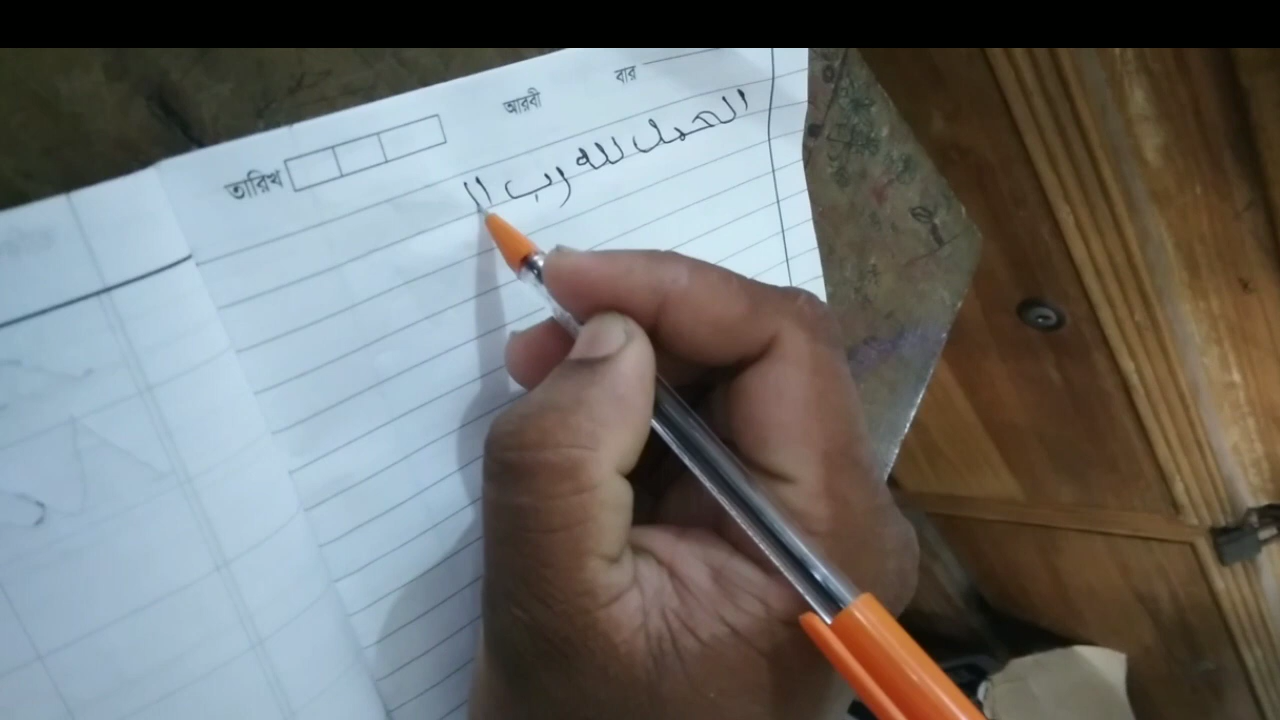 আরবী বার
তারিখ
الحمد لله رب ال